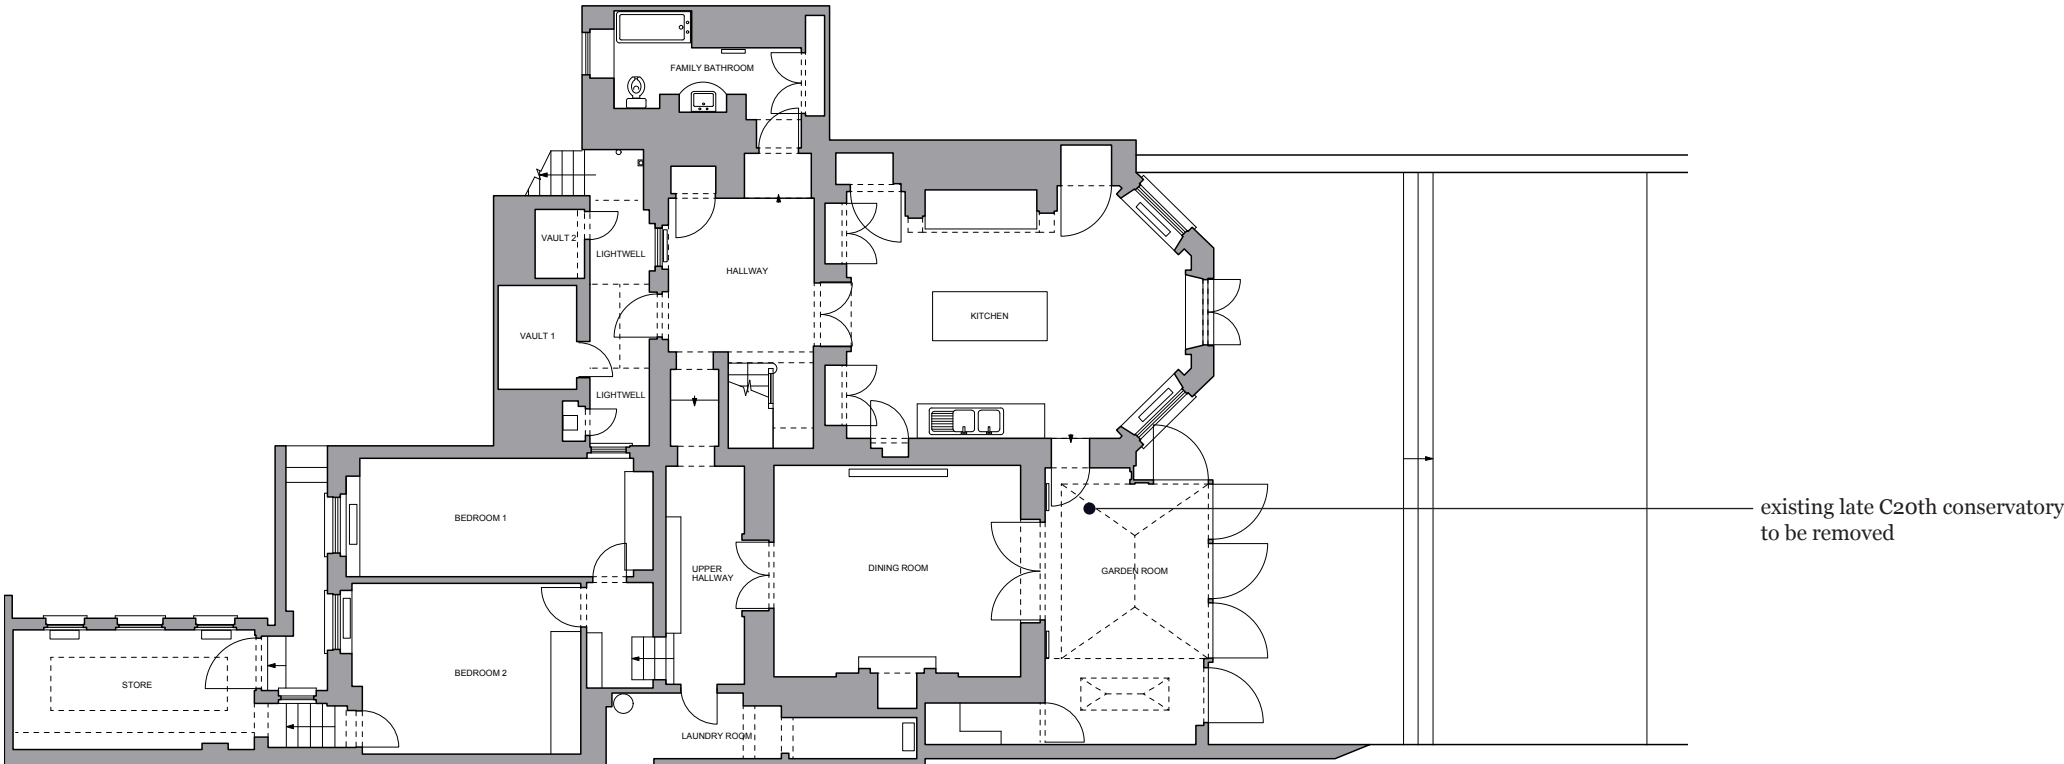 FAMILY BATHROOM
VAULT 2
LIGHTWELL
HALLWAY
KITCHEN
VAULT 1
LIGHTWELL
BEDROOM 1
UPPER
HALLWAY
DINING ROOM
GARDEN ROOM
existing late C20th conservatory
to be removed
STORE
BEDROOM 2
LAUNDRY ROOM